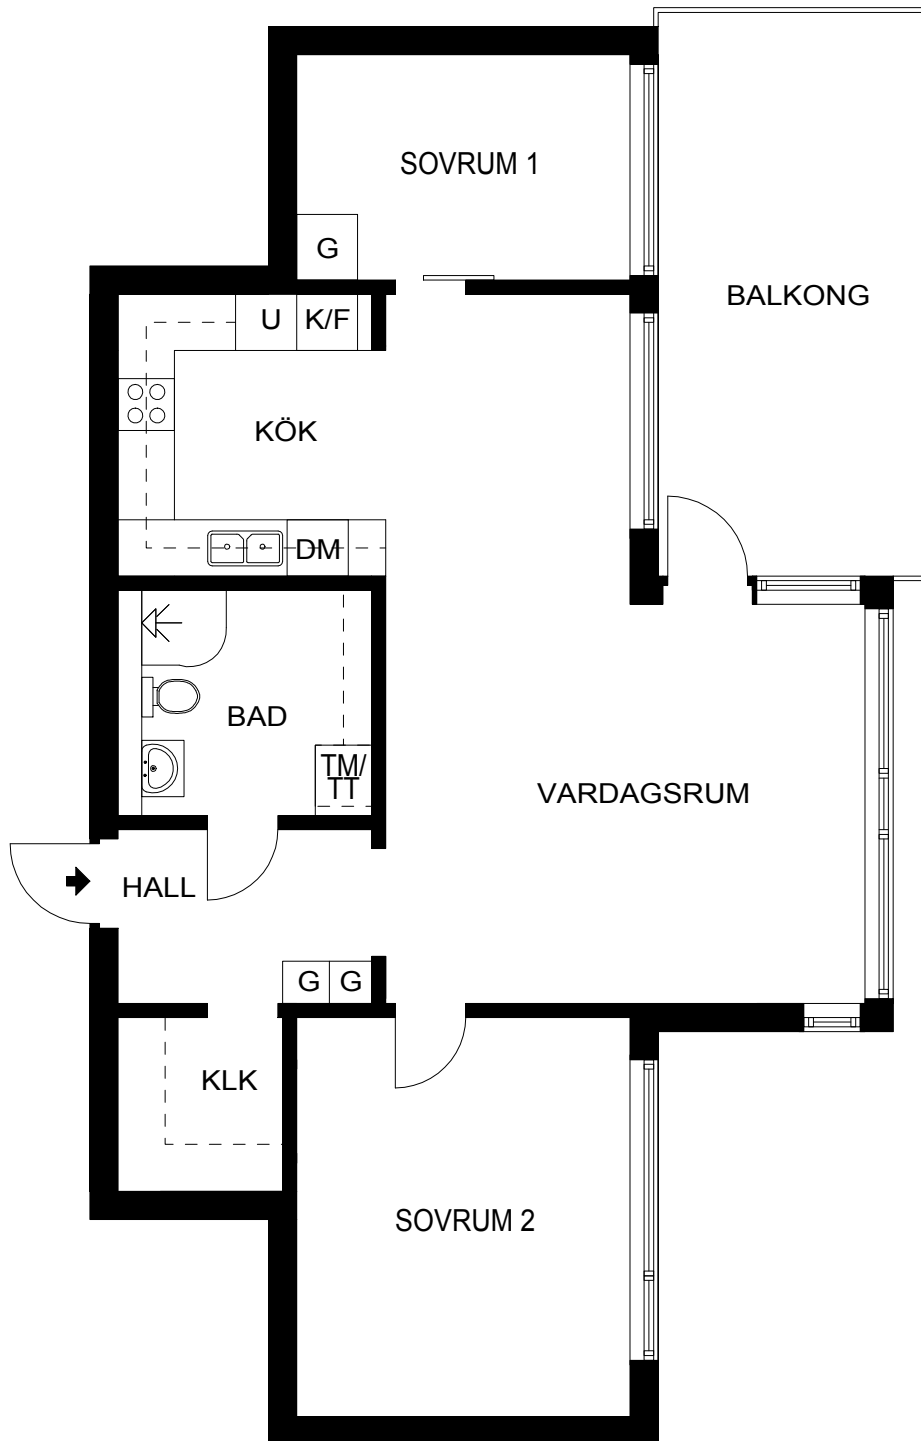 SOVRUM 1
G
BALKONG
U K/F
KÖK
DM
BAD
TM/
TT
VARDAGSRUM
HALL
G G
KLK
SOVRUM 2